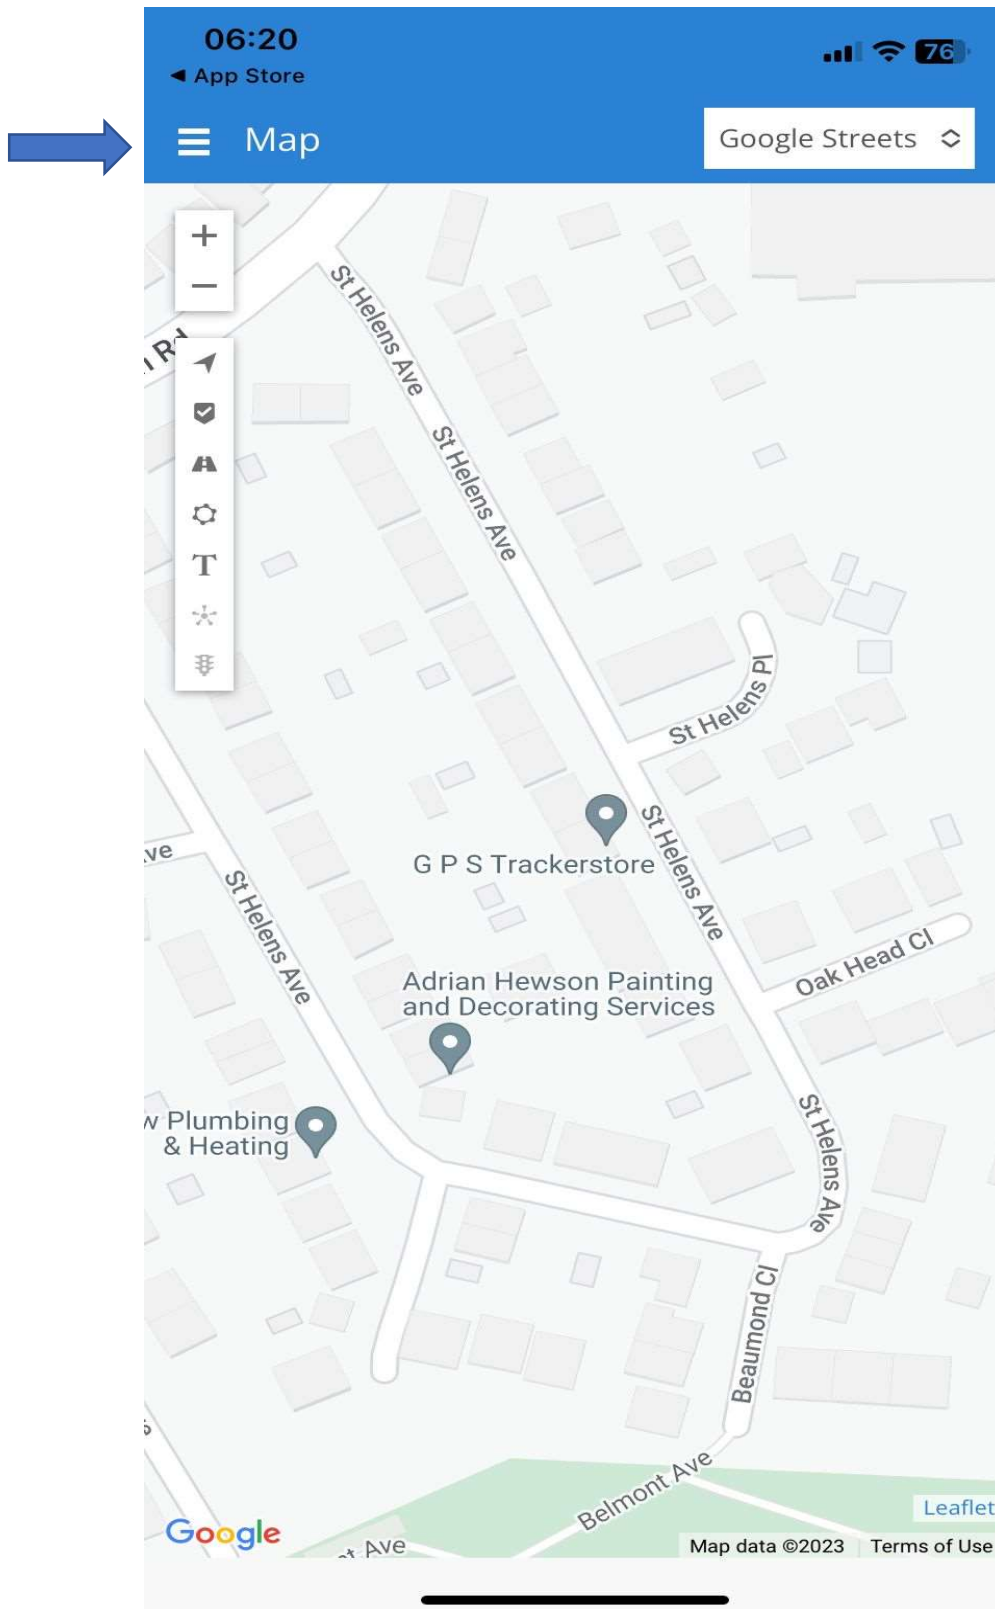 06:20
76
App Store
Map
Google Streets
+
−
St Helens Ave
St Helens Ave
T
St Helens Pl
St Helens Ave
G P S Trackerstore
ve
St Helens Ave
Oak Head Cl
Adrian Hewson Painting
and Decorating Services
Plumbing
& Heating
St Helens Ave
Beaumond Cl
Belmont Ave
Leaflet
Google
Ave
Map data ©2023
Terms of Use